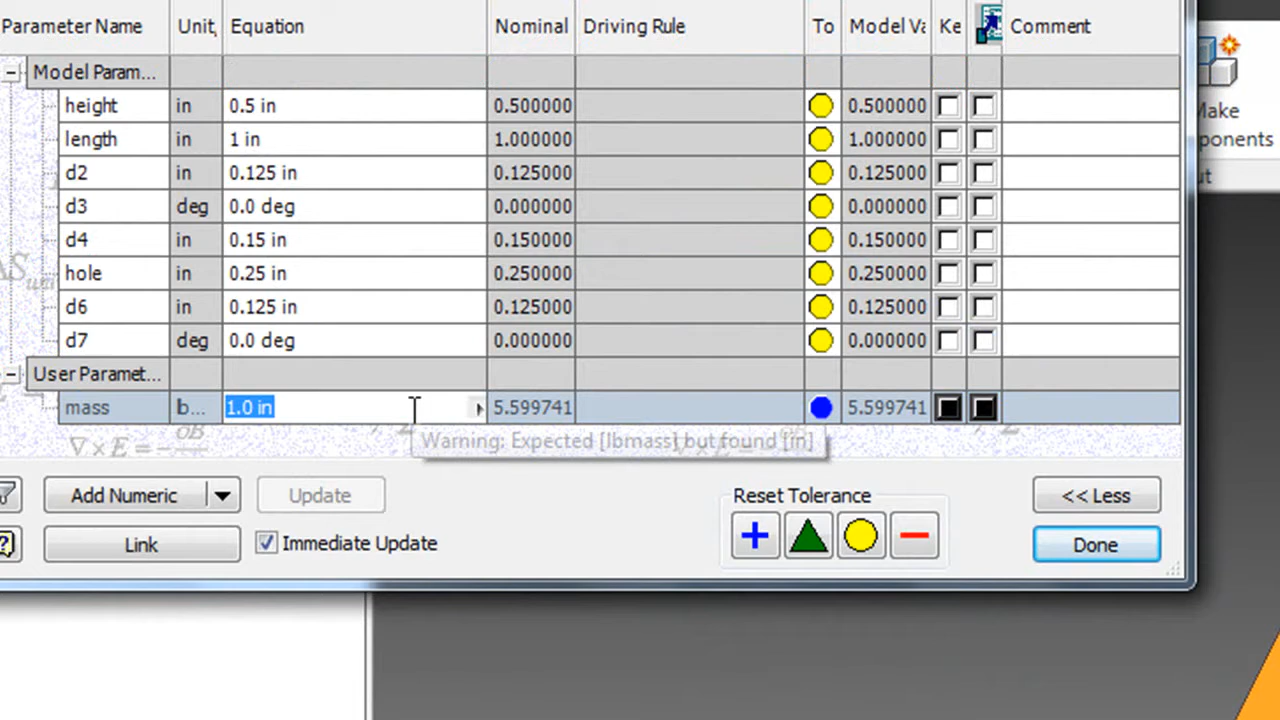 Parameter Name Unit Equation Nominal Driving Rule To Model Va Ke Comment
Model Param...
height in 0.5 in 0.500000 0.500000
length in 1 in 1.000000 1.000000
d2 in 0.125 in 0.125000 0.125000
d3 deg 0.0 deg 0.000000 0.000000
d4 in 0.15 in 0.150000 0.150000
hole in 0.25 in 0.250000 0.250000
d6 in 0.125 in 0.125000 0.125000
d7 deg 0.0 deg 0.000000 0.000000
User Paramet...
mass b... 1.0 in 5.599741 5.599741
Warning: Expected [lbmass] but found [in]
∇ × E = −
Add Numeric Update Reset Tolerance << Less
Link Immediate Update Done
Make
ponents
ut